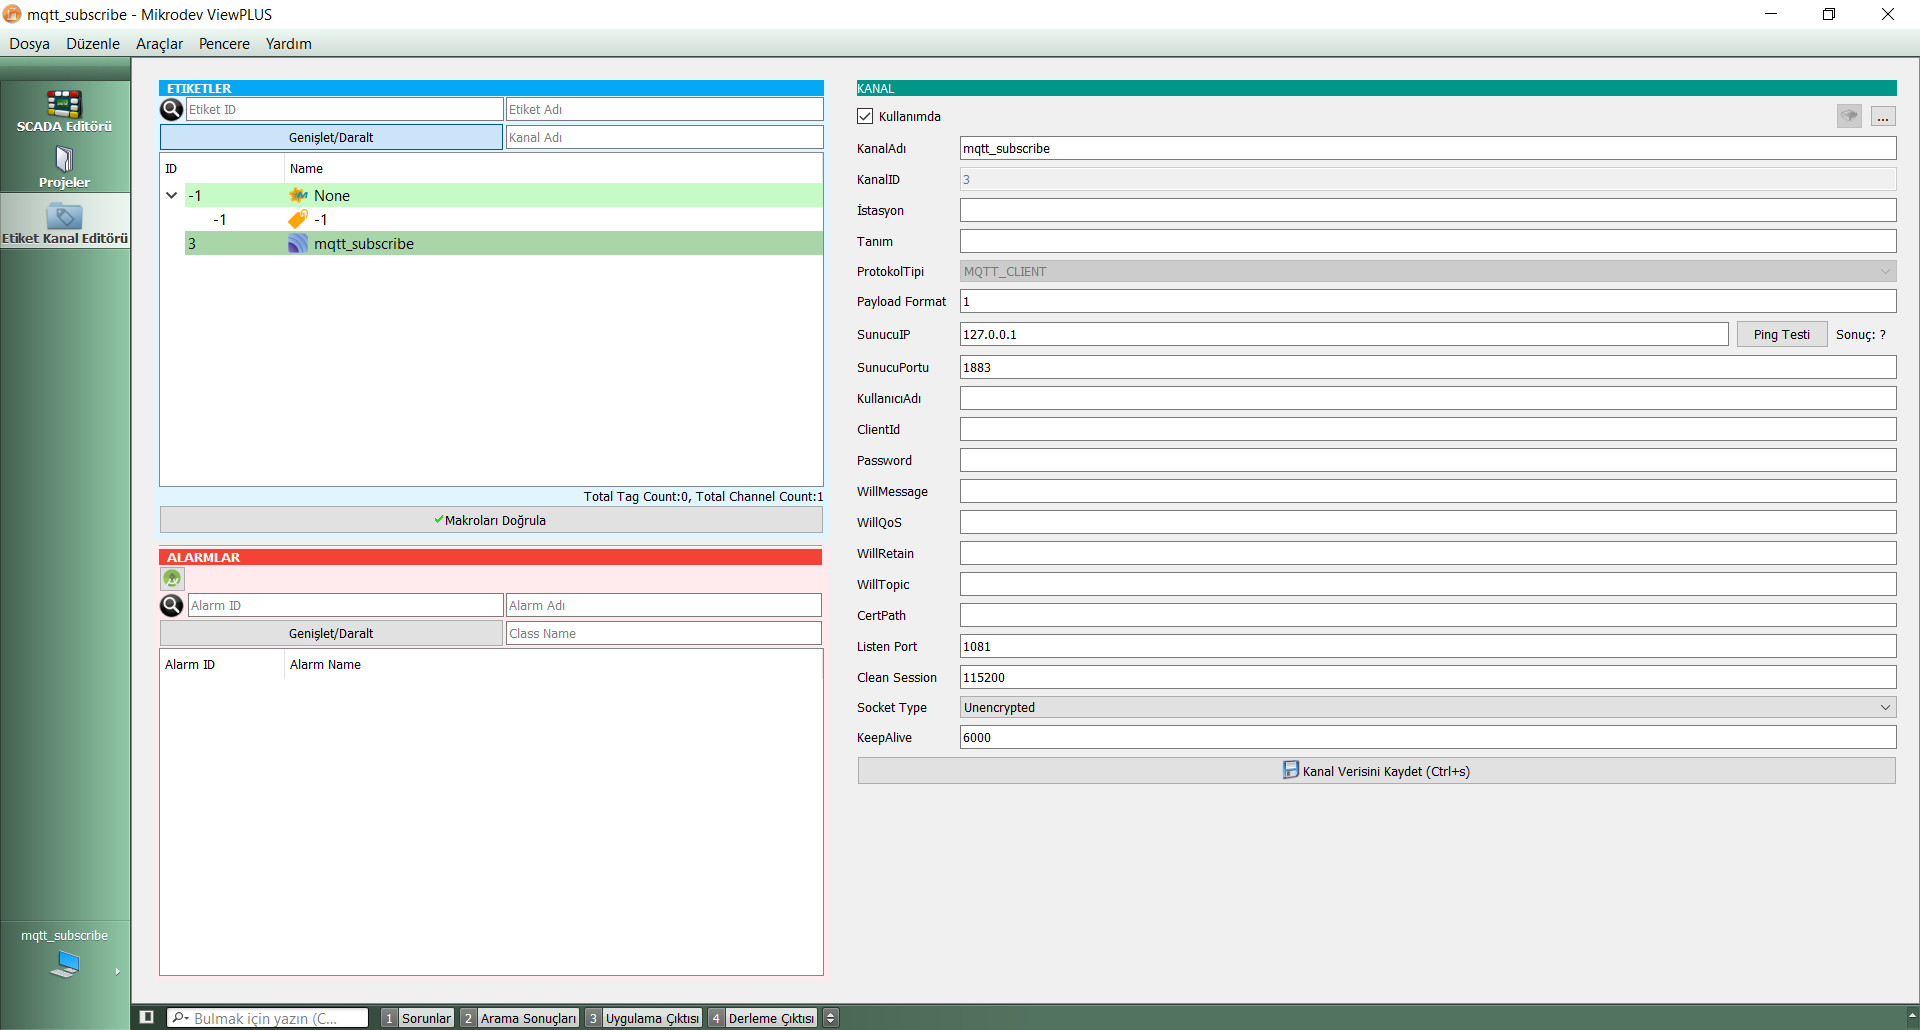 mqtt_subscribe - Mikrodev ViewPLUS
Dosya Düzenle Araçlar Pencere Yardım
SCADA Editörü
Projeler
Etiket Kanal Editörü
mqtt_subscribe
ETIKETLER
Etiket ID Etiket Adı
Genişlet/Daralt Kanal Adı
ID Name
-1 None
-1 -1
3 mqtt_subscribe
Total Tag Count:0, Total Channel Count:1
Makroları Doğrula
ALARMLAR
Alarm ID Alarm Adı
Genişlet/Daralt Class Name
Alarm ID Alarm Name
KANAL
Kullanımda ...
KanalAdı mqtt_subscribe
KanalID 3
İstasyon
Tanım
ProtokolTipi MQTT_CLIENT
Payload Format 1
SunucuIP 127.0.0.1 Ping Testi Sonuç: ?
SunucuPortu 1883
KullanıcıAdı
ClientId
Password
WillMessage
WillQoS
WillRetain
WillTopic
CertPath
Listen Port 1081
Clean Session 115200
Socket Type Unencrypted
KeepAlive 6000
Kanal Verisini Kaydet (Ctrl+s)
Bulmak için yazın (C... 1 Sorunlar 2 Arama Sonuçları 3 Uygulama Çıktısı 4 Derleme Çıktısı